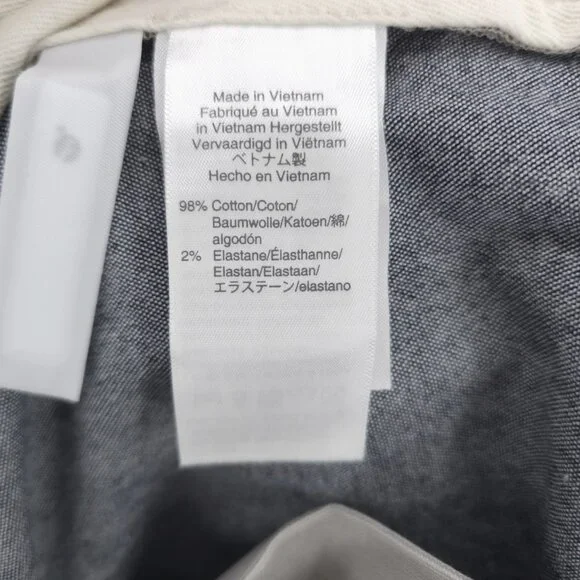 Made in Vietnam
Fabriqué au Vietnam
in Vietnam Hergestellt
Vervaardigd in Viëtnam
ベトナム製
Hecho en Vietnam
98% Cotton/Coton/
Baumwolle/Katoen/綿/
algodón
2% Elastane/Élasthanne/
Elastan/Elastaan/
エラステーン/elastano